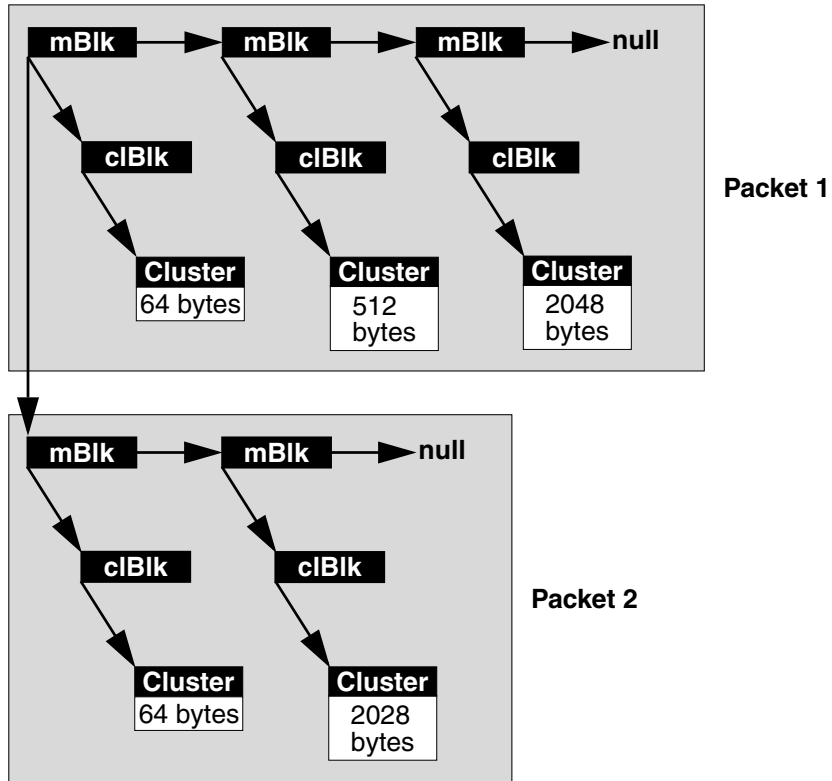 mBlk mBlk mBlk null
clBlk clBlk clBlk
Packet 1
Cluster Cluster Cluster
64 bytes 512 2048
bytes bytes
mBlk mBlk null
clBlk clBlk
Packet 2
Cluster Cluster
64 bytes 2028
bytes